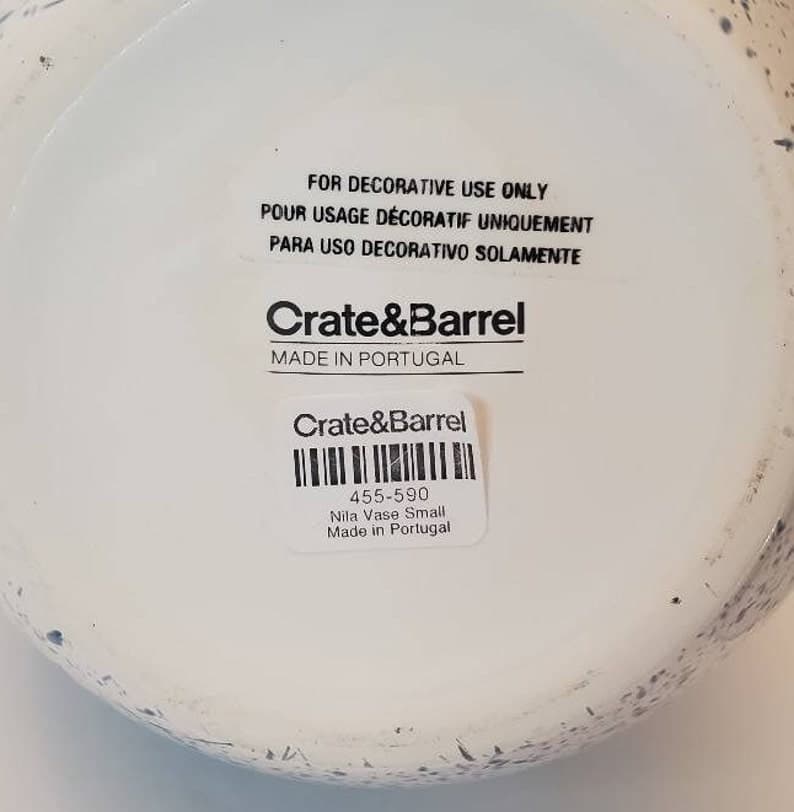 FOR DECORATIVE USE ONLY
POUR USAGE DÉCORATIF UNIQUEMENT
PARA USO DECORATIVO SOLAMENTE
Crate&Barrel
MADE IN PORTUGAL
Crate&Barrel
455-590
Nila Vase Small
Made in Portugal